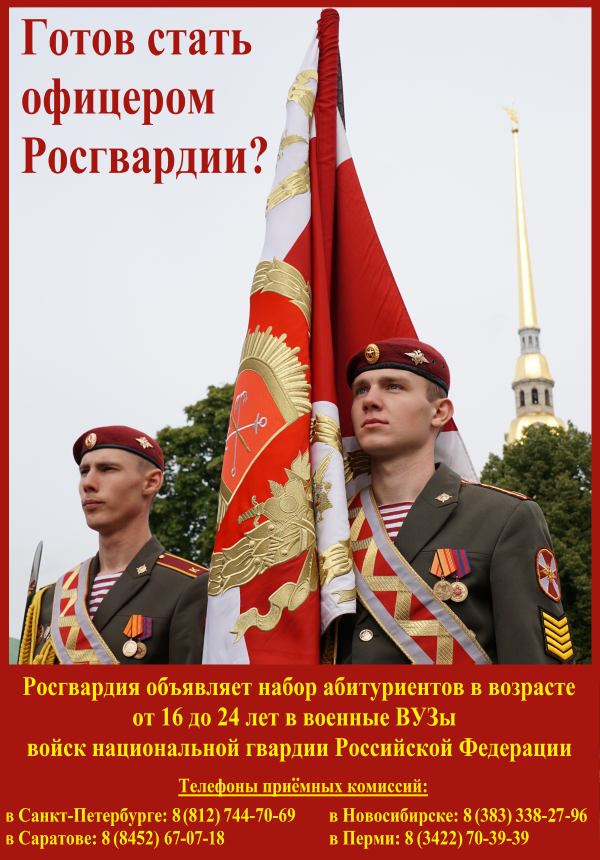 Готов стать
офицером
Росгвардии?
Росгвардия объявляет набор абитуриентов в возрасте
от 16 до 24 лет в военные ВУЗы
войск национальной гвардии Российской Федерации
Телефоны приёмных комиссий:
в Санкт-Петербурге: 8 (812) 744-70-69
в Новосибирске: 8 (383) 338-27-96
в Саратове: 8 (8452) 67-07-18
в Перми: 8 (3422) 70-39-39